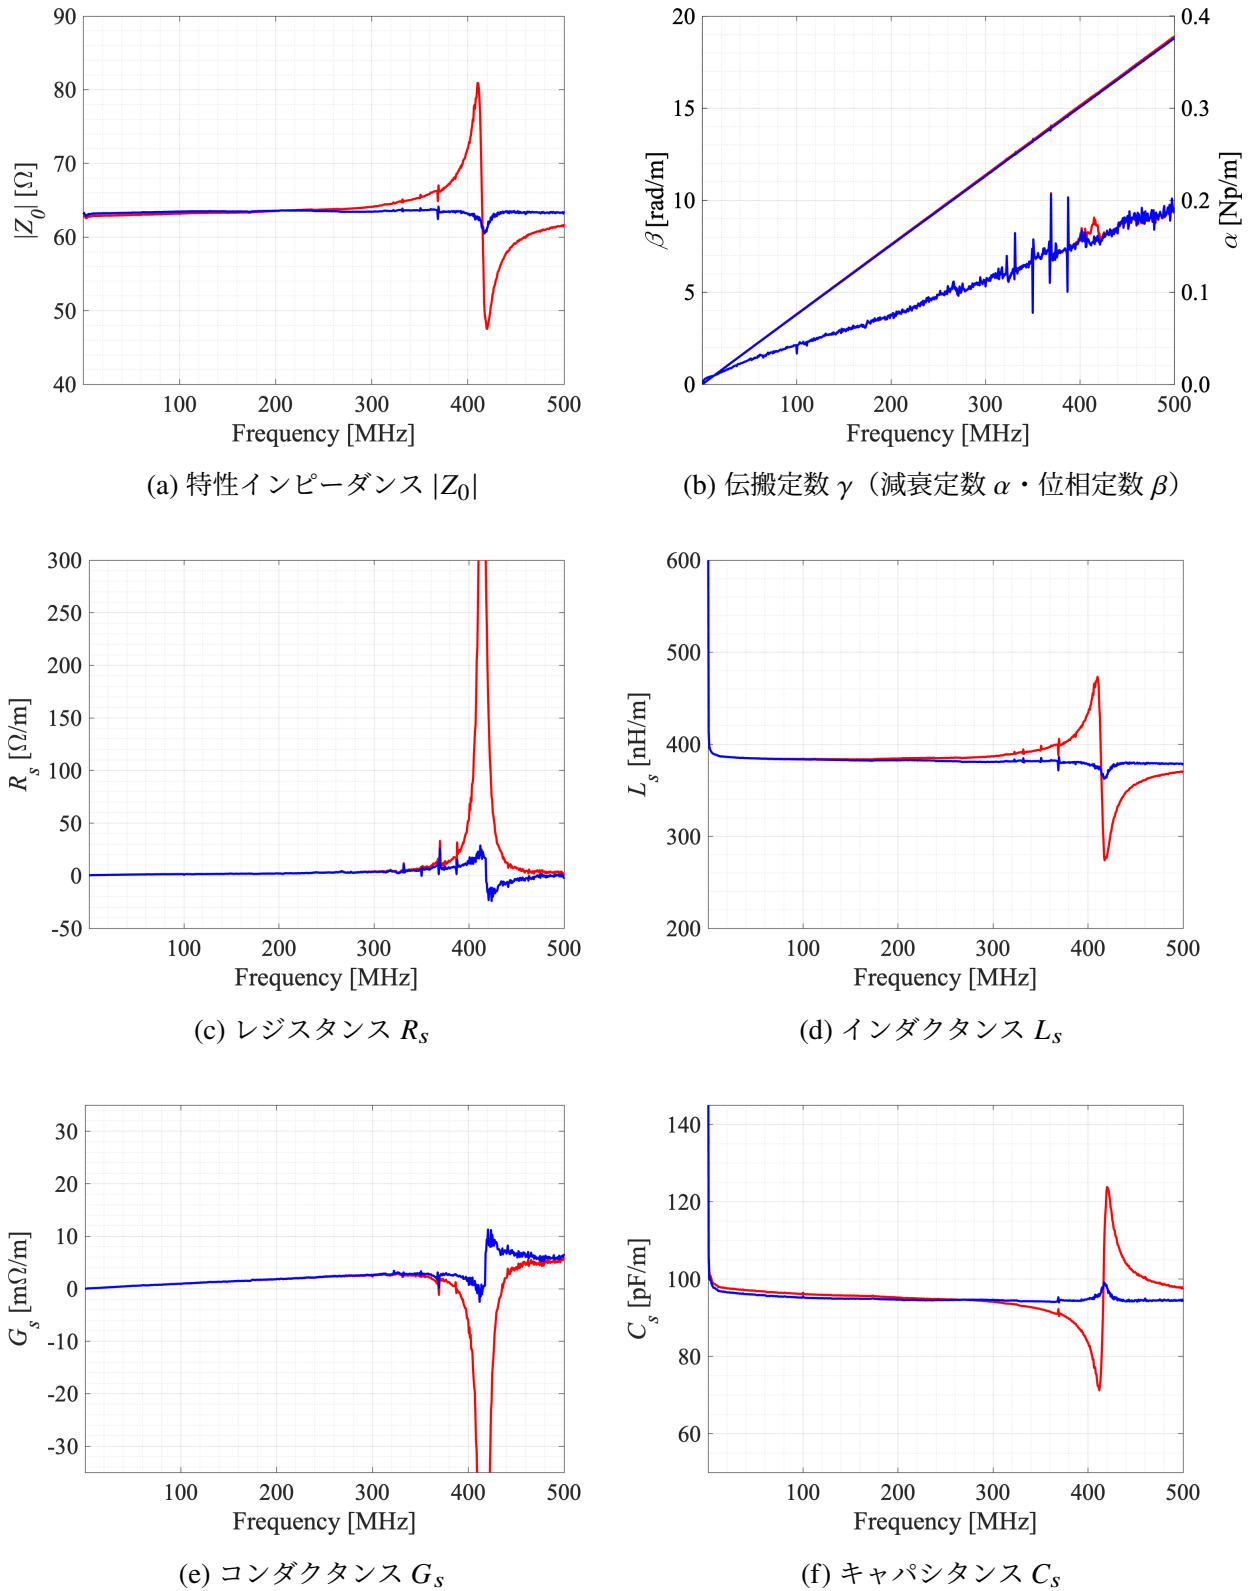 90
80
70
60
50
40
|Z0| [Ω]
100 200 300 400 500
Frequency [MHz]
(a) 特性インピーダンス |Z0|
20
15
10
5
0
β [rad/m]
0.4
0.3
0.2
0.1
0.0
α [Np/m]
100 200 300 400 500
Frequency [MHz]
(b) 伝搬定数 γ（減衰定数 α・位相定数 β）
300
250
200
150
100
50
0
-50
Rs [Ω/m]
100 200 300 400 500
Frequency [MHz]
(c) レジスタンス Rs
600
500
400
300
200
Ls [nH/m]
100 200 300 400 500
Frequency [MHz]
(d) インダクタンス Ls
30
20
10
0
-10
-20
-30
Gs [mΩ/m]
100 200 300 400 500
Frequency [MHz]
(e) コンダクタンス Gs
140
120
100
80
60
Cs [pF/m]
100 200 300 400 500
Frequency [MHz]
(f) キャパシタンス Cs